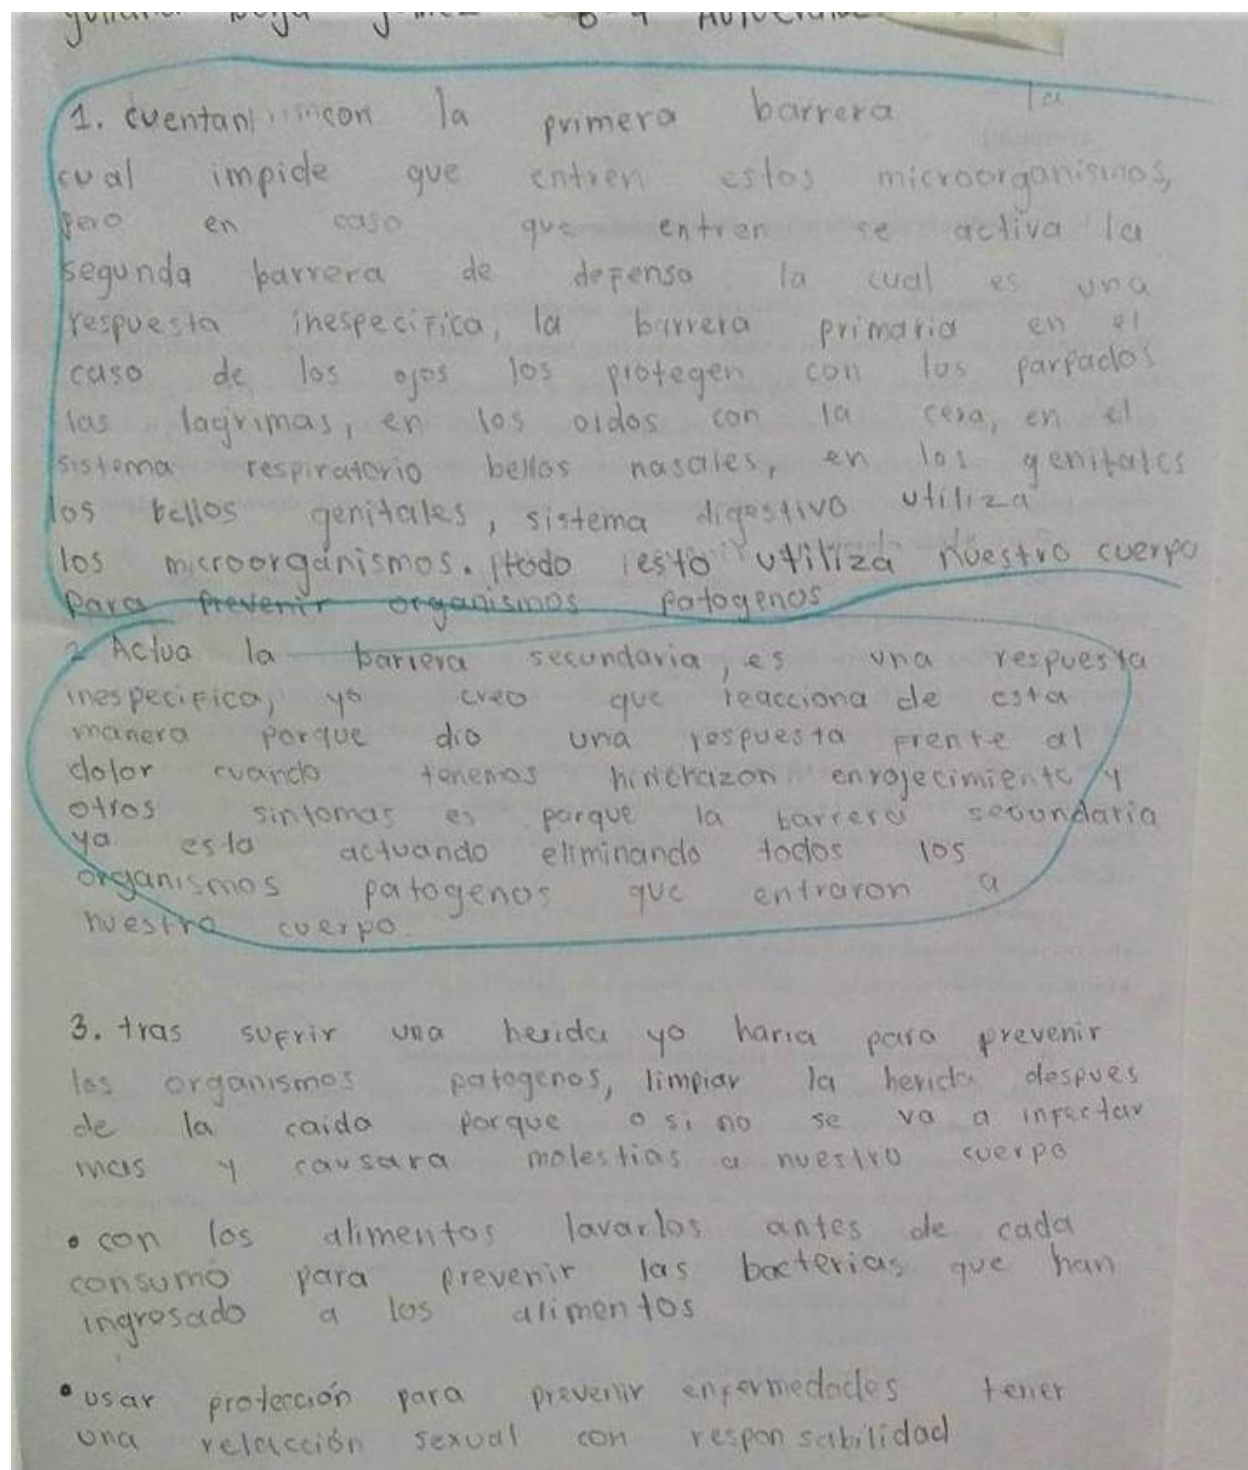 1. cuentan con la primera barrera la
cual impide que entren estos microorganismos,
pero en caso que entren se activa la
segunda barrera de defensa la cual es una
respuesta inespecifica, la barrera primaria en el
caso de los ojos los protegen con los parpados
las lagrimas, en los oidos con la cera, en el
sistema respiratorio bellos nasales, en los genitales
los bellos genitales, sistema digestivo utiliza
los microorganismos. todo esto utiliza nuestro cuerpo
para prevenir organismos patogenos
2 Actua la barrera secundaria, es una respuesta
inespecifica, yo creo que reacciona de esta
manera porque dio una respuesta frente al
dolor cuando tenemos hinchazon enrojecimiento y
otros sintomas es porque la barrera secundaria
ya esta actuando eliminando todos los
organismos patogenos que entraron a
nuestro cuerpo.
3. tras sufrir una herida yo haria para prevenir
los organismos patogenos, limpiar la herida despues
de la caida porque o si no se va a infectar
mas y causara molestias a nuestro cuerpo
• con los alimentos lavarlos antes de cada
consumo para prevenir las bacterias que han
ingresado a los alimentos
• usar protección para prevenir enfermedades tener
una relacción sexual con responsabilidad